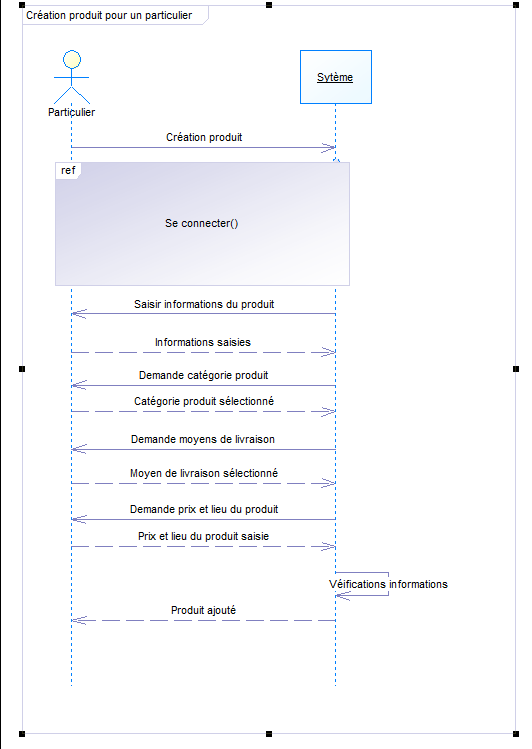 Création produit pour un particulier
Sytème
Particulier
Création produit
ref
Se connecter()
Saisir informations du produit
Informations saisies
Demande catégorie produit
Catégorie produit sélectionné
Demande moyens de livraison
Moyen de livraison sélectionné
Demande prix et lieu du produit
Prix et lieu du produit saisie
Véifications informations
Produit ajouté